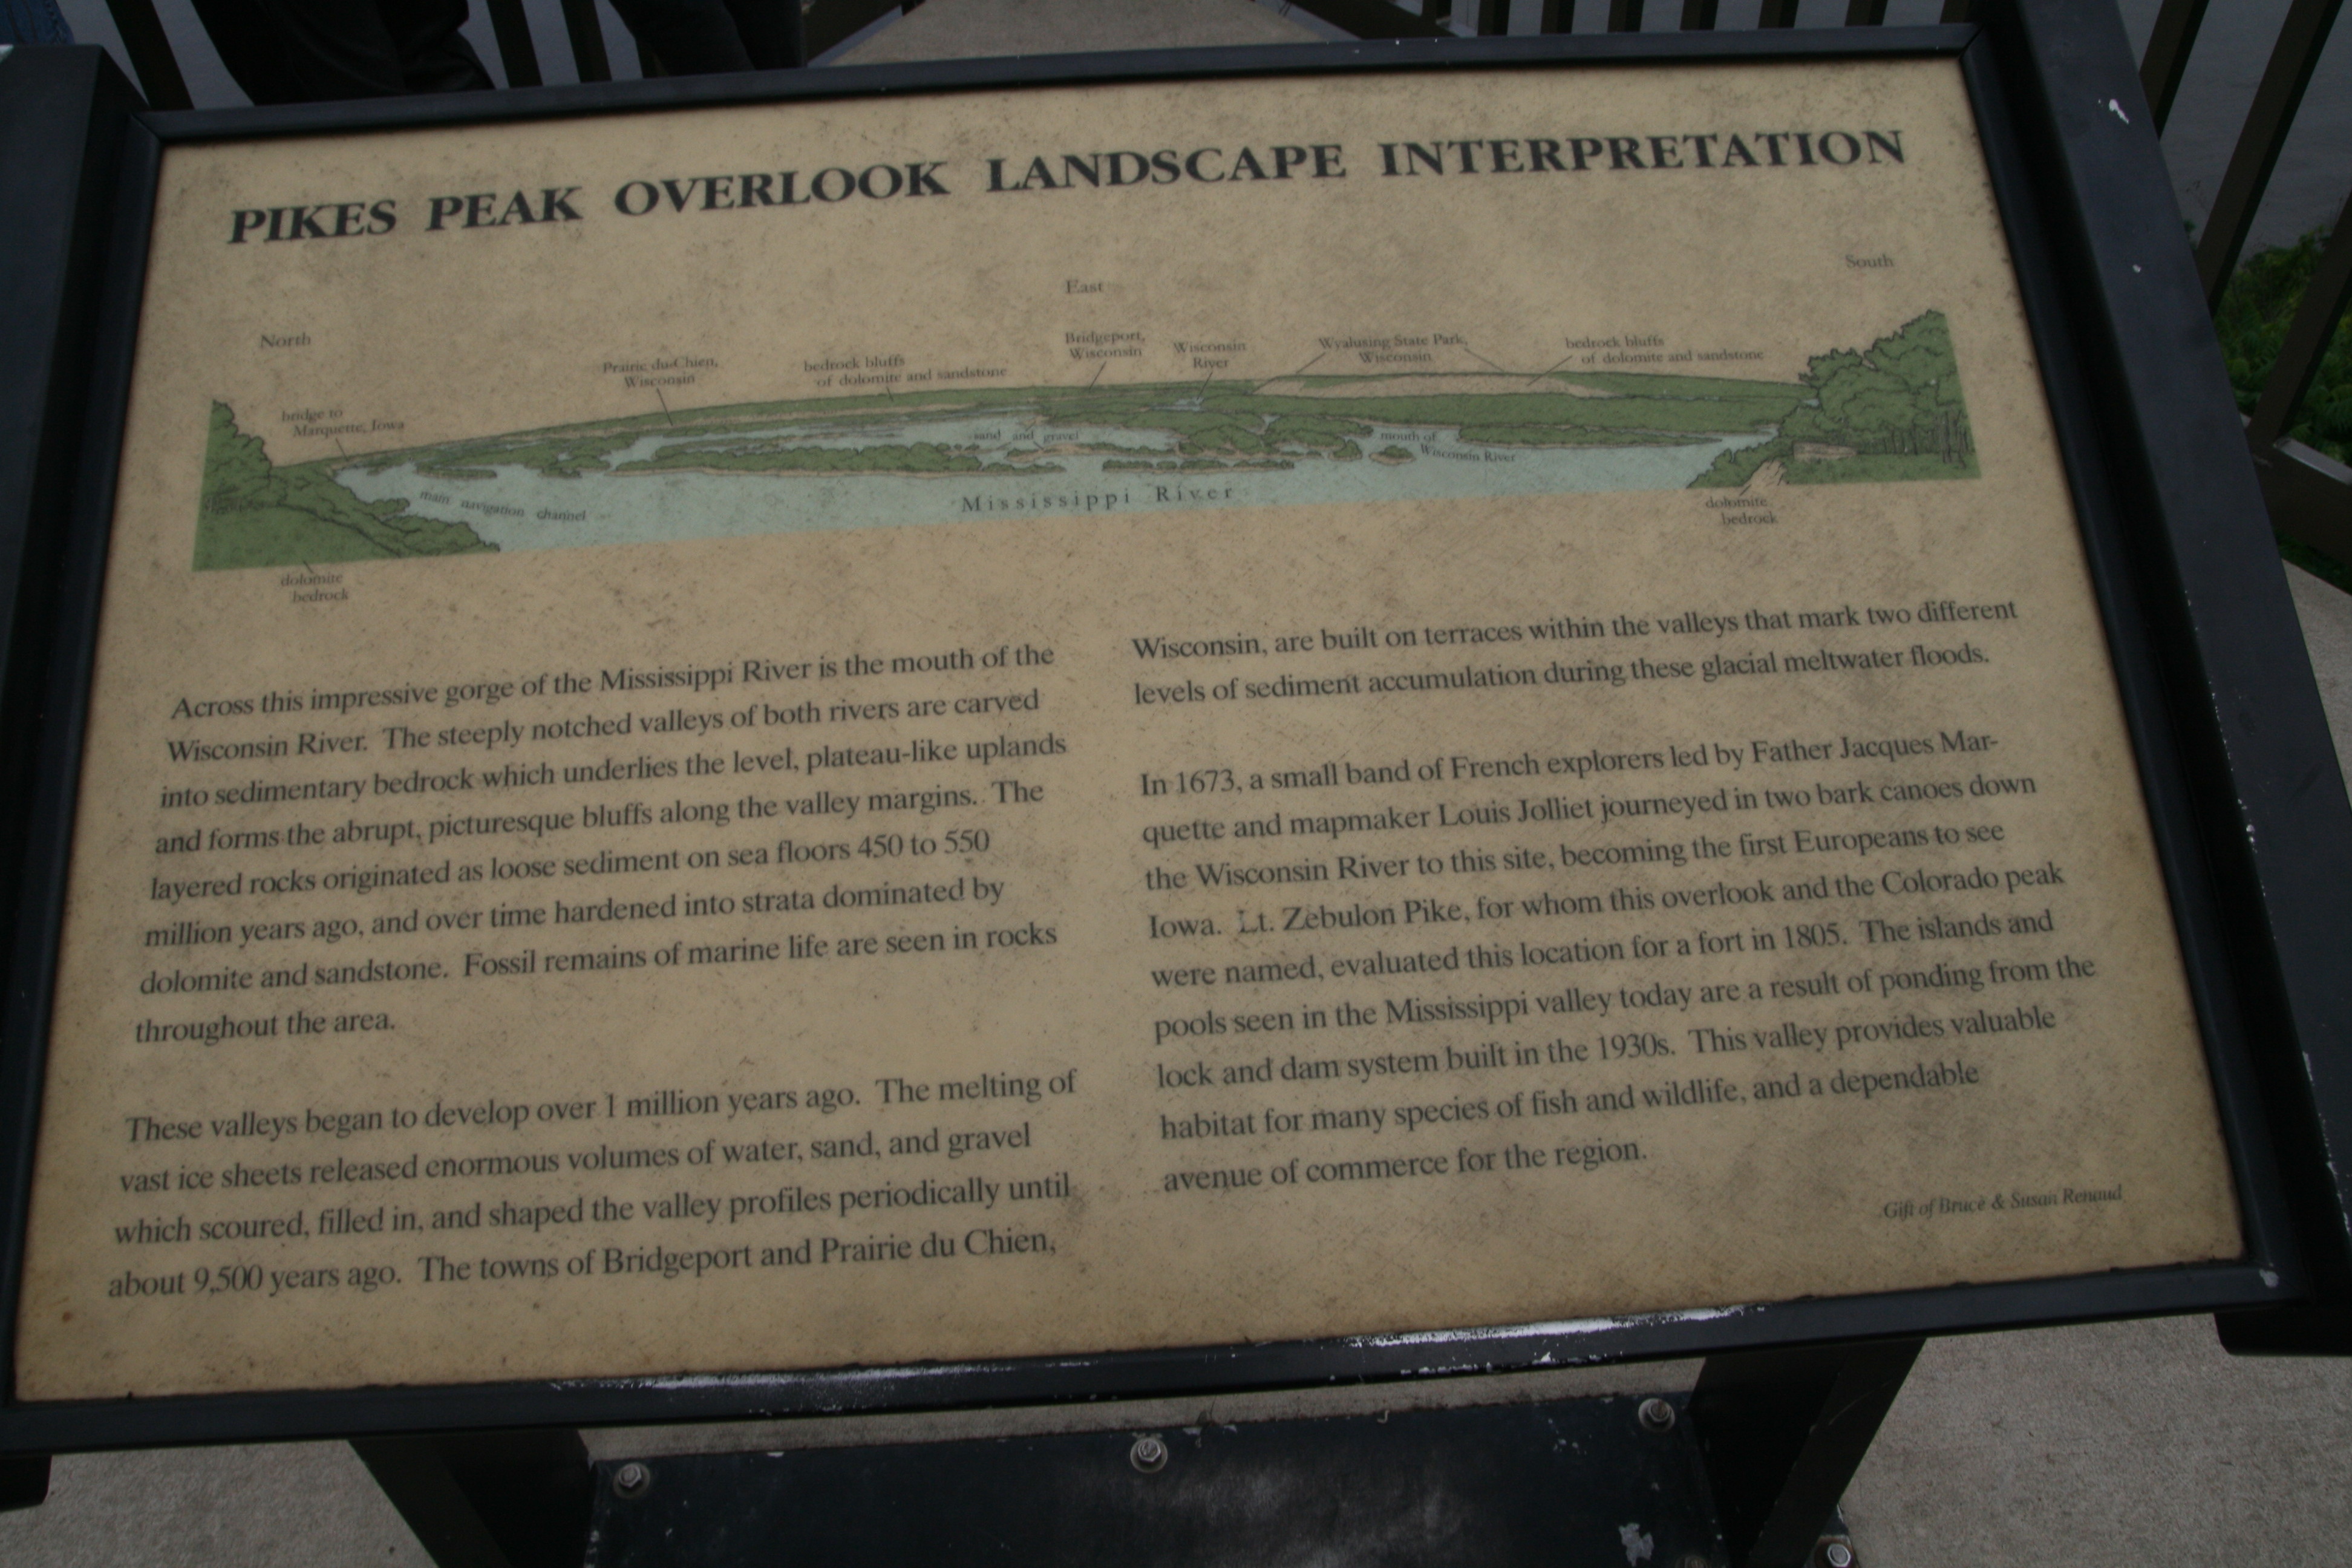 PIKES PEAK OVERLOOK LANDSCAPE INTERPRETATION
North
East
South
bridge to
Marquette, Iowa
Prairie du Chien,
Wisconsin
bedrock bluffs
of dolomite and sandstone
Bridgeport,
Wisconsin
Wisconsin
River
Wyalusing State Park,
Wisconsin
bedrock bluffs
of dolomite and sandstone
sand and gravel
mouth of
Wisconsin River
main navigation channel
Mississippi River
dolomite
bedrock
dolomite
bedrock
Across this impressive gorge of the Mississippi River is the mouth of the
Wisconsin River. The steeply notched valleys of both rivers are carved
into sedimentary bedrock which underlies the level, plateau-like uplands
and forms the abrupt, picturesque bluffs along the valley margins. The
layered rocks originated as loose sediment on sea floors 450 to 550
million years ago, and over time hardened into strata dominated by
dolomite and sandstone. Fossil remains of marine life are seen in rocks
throughout the area.
These valleys began to develop over 1 million years ago. The melting of
vast ice sheets released enormous volumes of water, sand, and gravel
which scoured, filled in, and shaped the valley profiles periodically until
about 9,500 years ago. The towns of Bridgeport and Prairie du Chien,
Wisconsin, are built on terraces within the valleys that mark two different
levels of sediment accumulation during these glacial meltwater floods.
In 1673, a small band of French explorers led by Father Jacques Mar-
quette and mapmaker Louis Jolliet journeyed in two bark canoes down
the Wisconsin River to this site, becoming the first Europeans to see
Iowa. Lt. Zebulon Pike, for whom this overlook and the Colorado peak
were named, evaluated this location for a fort in 1805. The islands and
pools seen in the Mississippi valley today are a result of ponding from the
lock and dam system built in the 1930s. This valley provides valuable
habitat for many species of fish and wildlife, and a dependable
avenue of commerce for the region.
Gift of Bruce & Susan Renaud